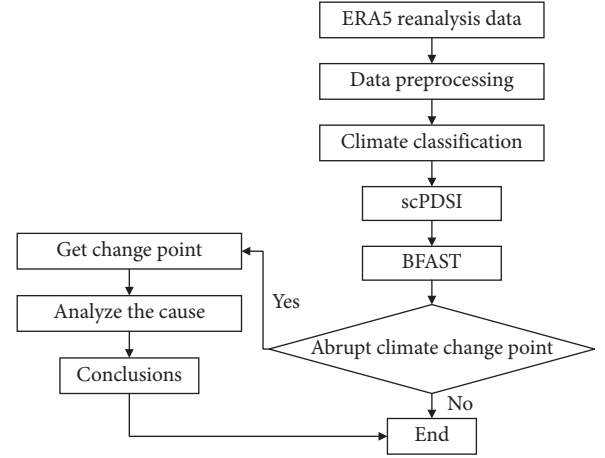 ERA5 reanalysis data
Data preprocessing
Climate classification
scPDSI
BFAST
Abrupt climate change point
Yes
Get change point
Analyze the cause
Conclusions
No
End